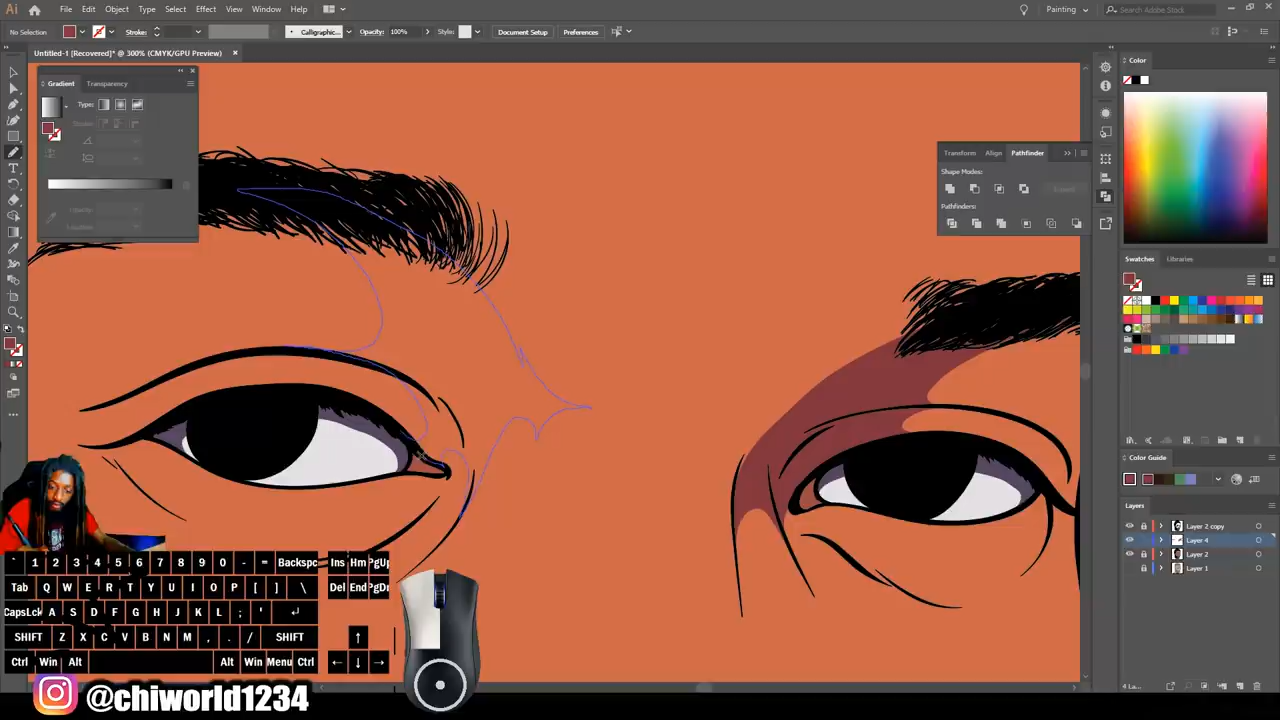 Ai File Edit Object Type Select Effect View Window Help Painting Search Adobe Stock
No Selection Stroke: Calligraphic... Opacity: 100% Style: Document Setup Preferences
Untitled-1 [Recovered]* @ 300% (CMYK/GPU Preview)
Gradient Transparency
Type:
Color
Transform Align Pathfinder
Shape Modes:
Pathfinders:
Swatches Libraries
Color Guide
Layers
Layer 2 copy
Layer 4
Layer 2
Layer 1
4 La...
` 1 2 3 4 5 6 7 8 9 0 - = Backspc Ins Hm PgUp
Tab Q W E R T Y U I O P [ ] \ Del End PgDn
CapsLck A S D F G H J K L ; '
SHIFT Z X C V B N M , . / SHIFT
Ctrl Win Alt Alt Win Menu Ctrl
@chiworld1234